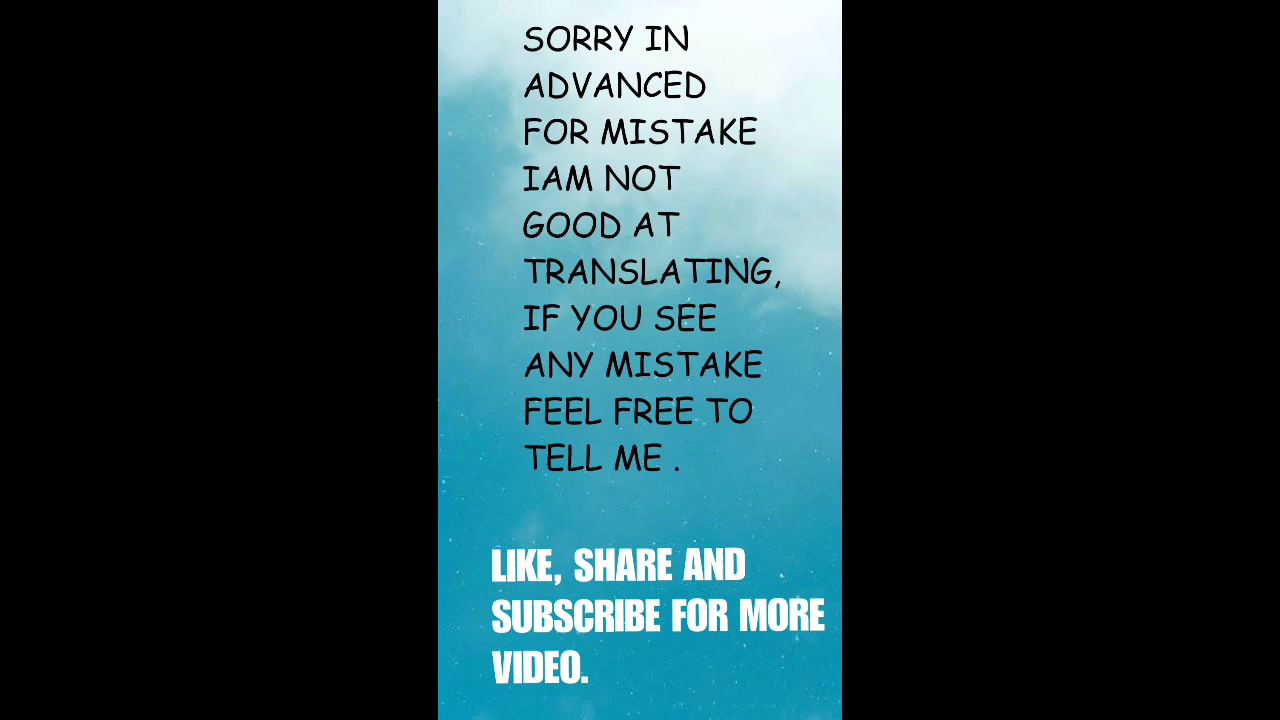 SORRY IN
ADVANCED
FOR MISTAKE
IAM NOT
GOOD AT
TRANSLATING,
IF YOU SEE
ANY MISTAKE
FEEL FREE TO
TELL ME .
LIKE, SHARE AND
SUBSCRIBE FOR MORE
VIDEO.